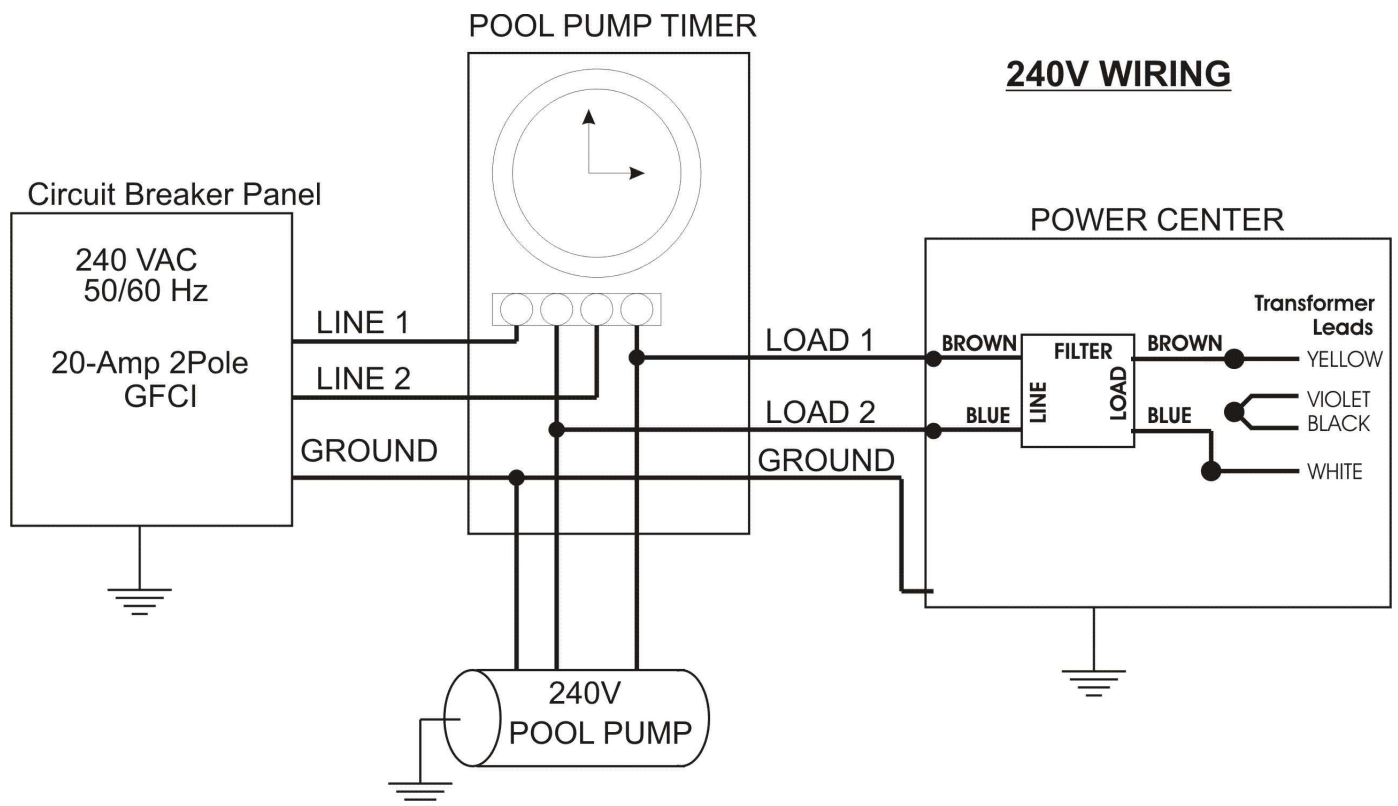 POOL PUMP TIMER
240V WIRING
Circuit Breaker Panel
240 VAC
50/60 Hz
20-Amp 2Pole
GFCI
LINE 1
LINE 2
GROUND
LOAD 1
LOAD 2
GROUND
POWER CENTER
BROWN
BLUE
FILTER
LINE
LOAD
BROWN
BLUE
Transformer
Leads
YELLOW
VIOLET
BLACK
WHITE
240V
POOL PUMP